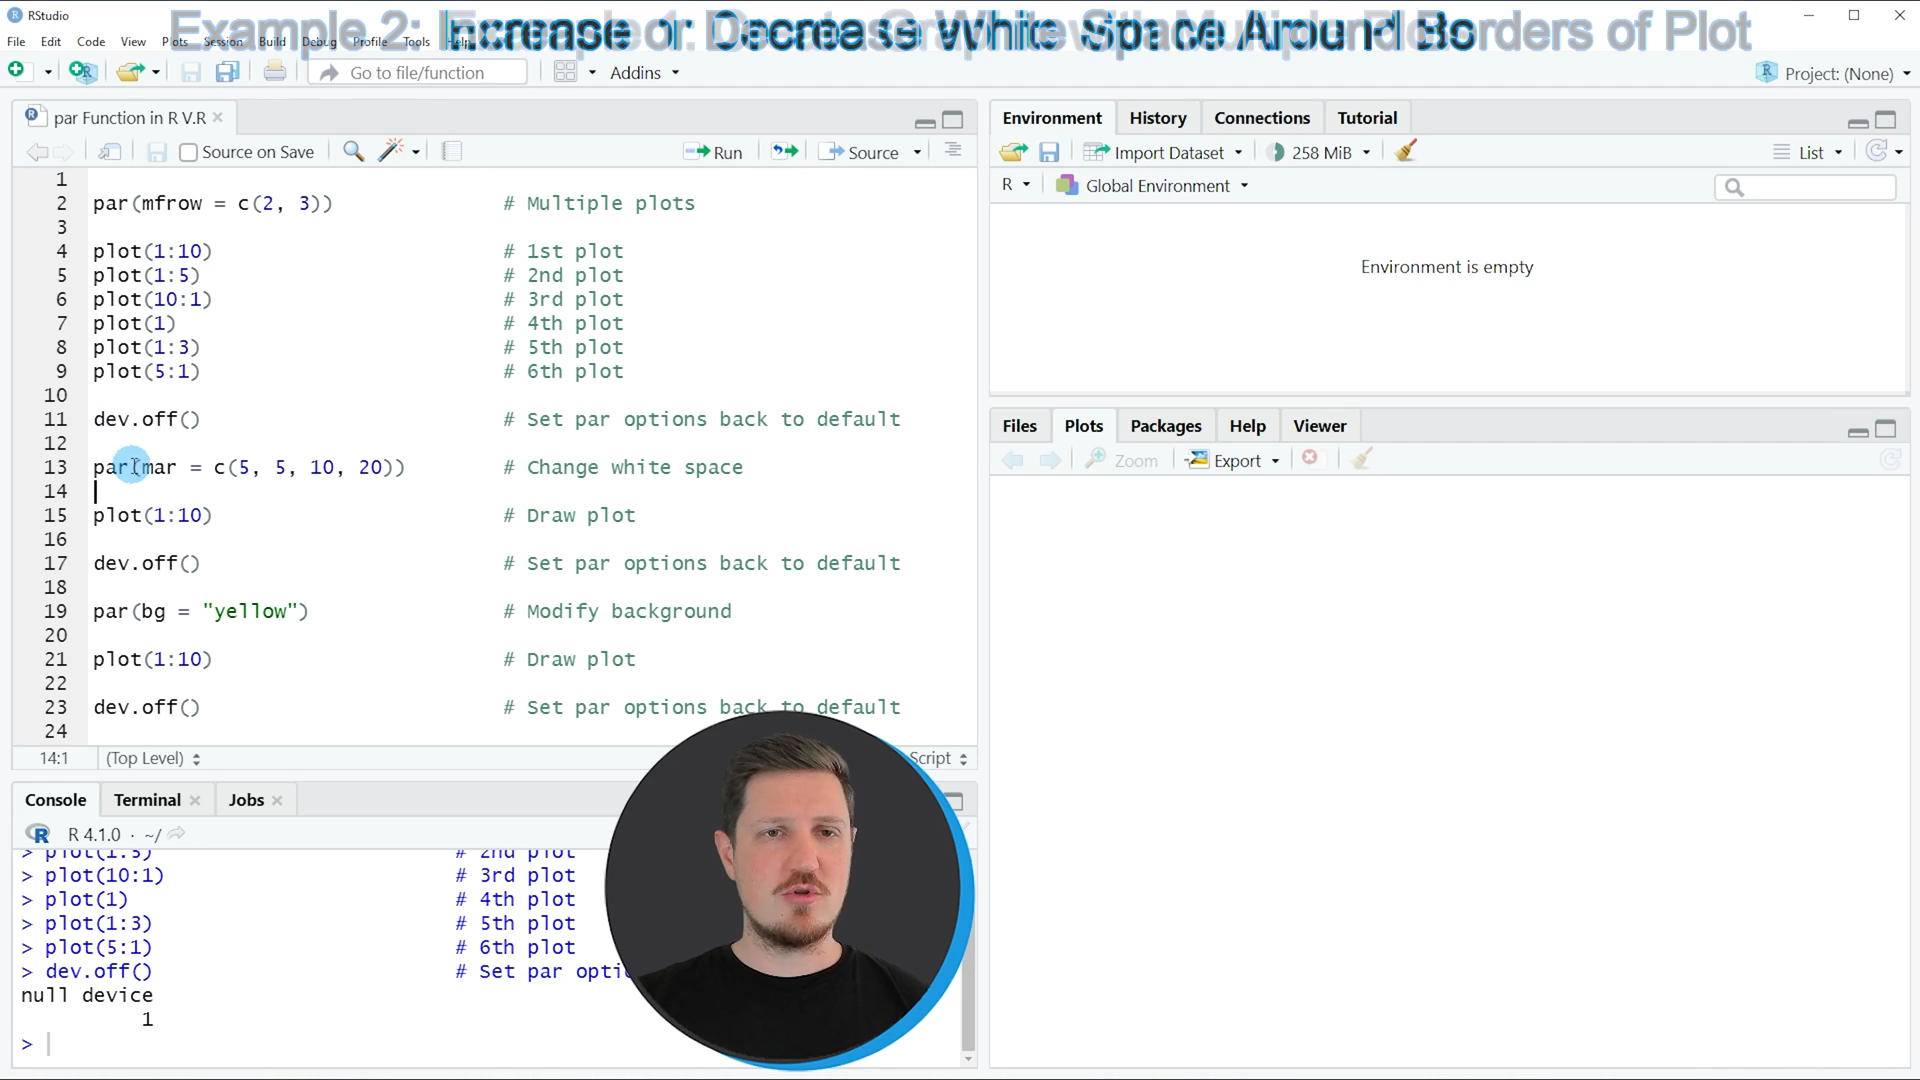 RStudio
Example 2: Increase or Decrease White Space Around Borders of Plot
File Edit Code View Plots Session Build Debug Profile Tools Help
Go to file/function
Addins
Project: (None)
par Function in R V.R
Source on Save
Run
Source
1
2 par(mfrow = c(2, 3)) # Multiple plots
3
4 plot(1:10) # 1st plot
5 plot(1:5) # 2nd plot
6 plot(10:1) # 3rd plot
7 plot(1) # 4th plot
8 plot(1:3) # 5th plot
9 plot(5:1) # 6th plot
10
11 dev.off() # Set par options back to default
12
13 par(mar = c(5, 5, 10, 20)) # Change white space
14
15 plot(1:10) # Draw plot
16
17 dev.off() # Set par options back to default
18
19 par(bg = "yellow") # Modify background
20
21 plot(1:10) # Draw plot
22
23 dev.off() # Set par options back to default
24
14:1 (Top Level) Script
Console Terminal Jobs
R 4.1.0 · ~/
> plot(1:5) # 2nd plot
> plot(10:1) # 3rd plot
> plot(1) # 4th plot
> plot(1:3) # 5th plot
> plot(5:1) # 6th plot
> dev.off() # Set par
null device
1
>
Environment History Connections Tutorial
Import Dataset 258 MiB List
R Global Environment
Environment is empty
Files Plots Packages Help Viewer
Zoom Export